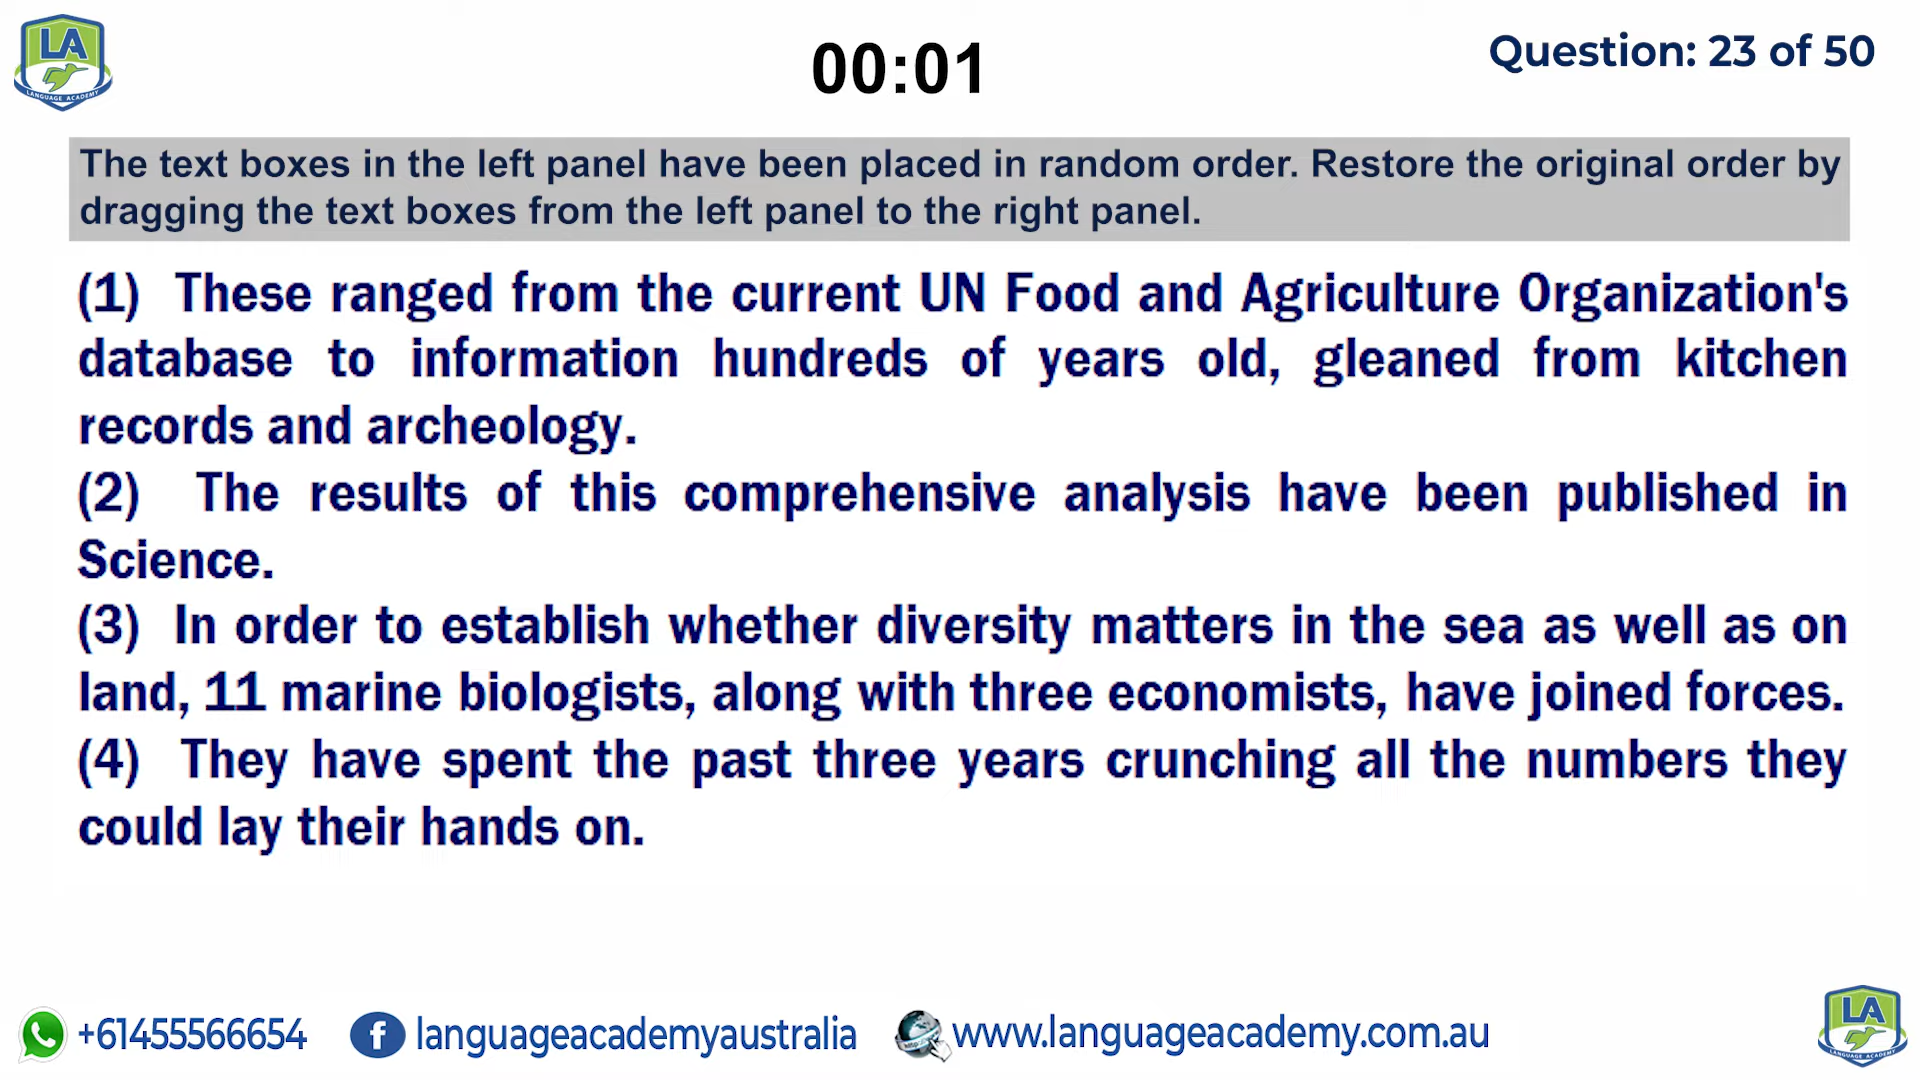 LA
LANGUAGE ACADEMY
00:01
Question: 23 of 50
The text boxes in the left panel have been placed in random order. Restore the original order by
dragging the text boxes from the left panel to the right panel.
(1) These ranged from the current UN Food and Agriculture Organization's
database to information hundreds of years old, gleaned from kitchen
records and archeology.
(2) The results of this comprehensive analysis have been published in
Science.
(3) In order to establish whether diversity matters in the sea as well as on
land, 11 marine biologists, along with three economists, have joined forces.
(4) They have spent the past three years crunching all the numbers they
could lay their hands on.
+61455566654 f languageacademyaustralia www.languageacademy.com.au
LA
LANGUAGE ACADEMY